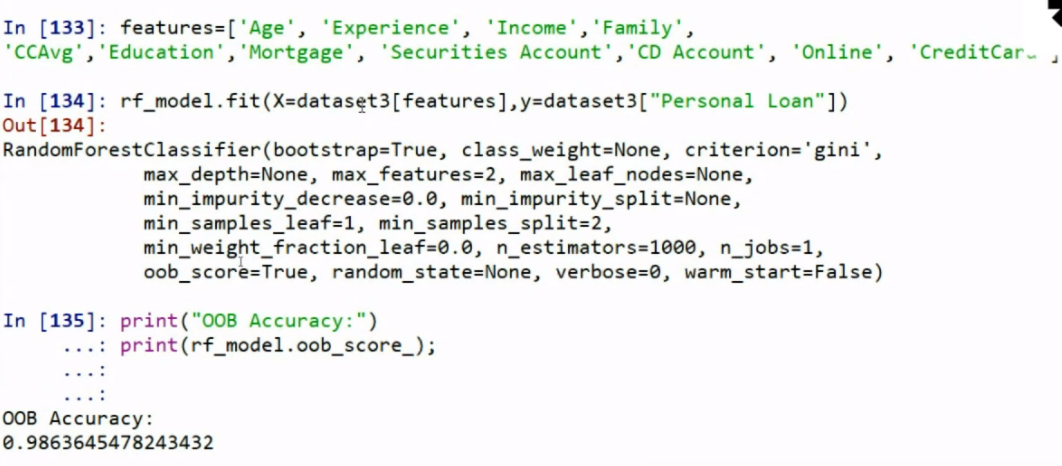 In [133]: features=['Age', 'Experience', 'Income','Family',
'CCAvg','Education','Mortgage', 'Securities Account','CD Account', 'Online',
In [134]: rf_model.fit(X=dataset3[features],y=dataset3["Personal Loan"])
Out[134]:
RandomForestClassifier(bootstrap=True, class_weight=None, criterion='gini',
max_depth=None, max_features=2, max_leaf_nodes=None,
min_impurity_decrease=0.0, min_impurity_split=None,
min_samples_leaf=1, min_samples_split=2,
min_weight_fraction_leaf=0.0, n_estimators=1000, n_jobs=1,
oob_score=True, random_state=None, verbose=0, warm_start=False)
In [135]: print("OOB Accuracy:")
...: print(rf_model.oob_score_);
...:
...:
OOB Accuracy:
0.9863645478243432